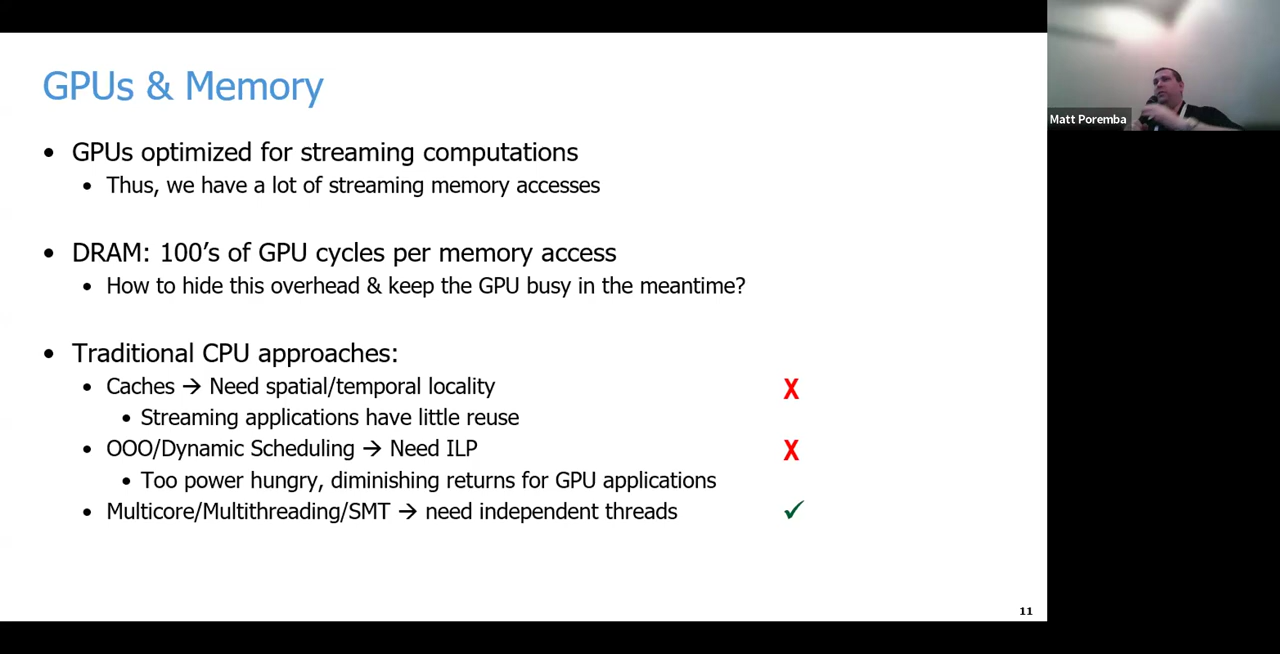 GPUs & Memory
Matt Poremba
• GPUs optimized for streaming computations
• Thus, we have a lot of streaming memory accesses
• DRAM: 100's of GPU cycles per memory access
• How to hide this overhead & keep the GPU busy in the meantime?
• Traditional CPU approaches:
• Caches → Need spatial/temporal locality X
• Streaming applications have little reuse
• OOO/Dynamic Scheduling → Need ILP X
• Too power hungry, diminishing returns for GPU applications
• Multicore/Multithreading/SMT → need independent threads ✓
11